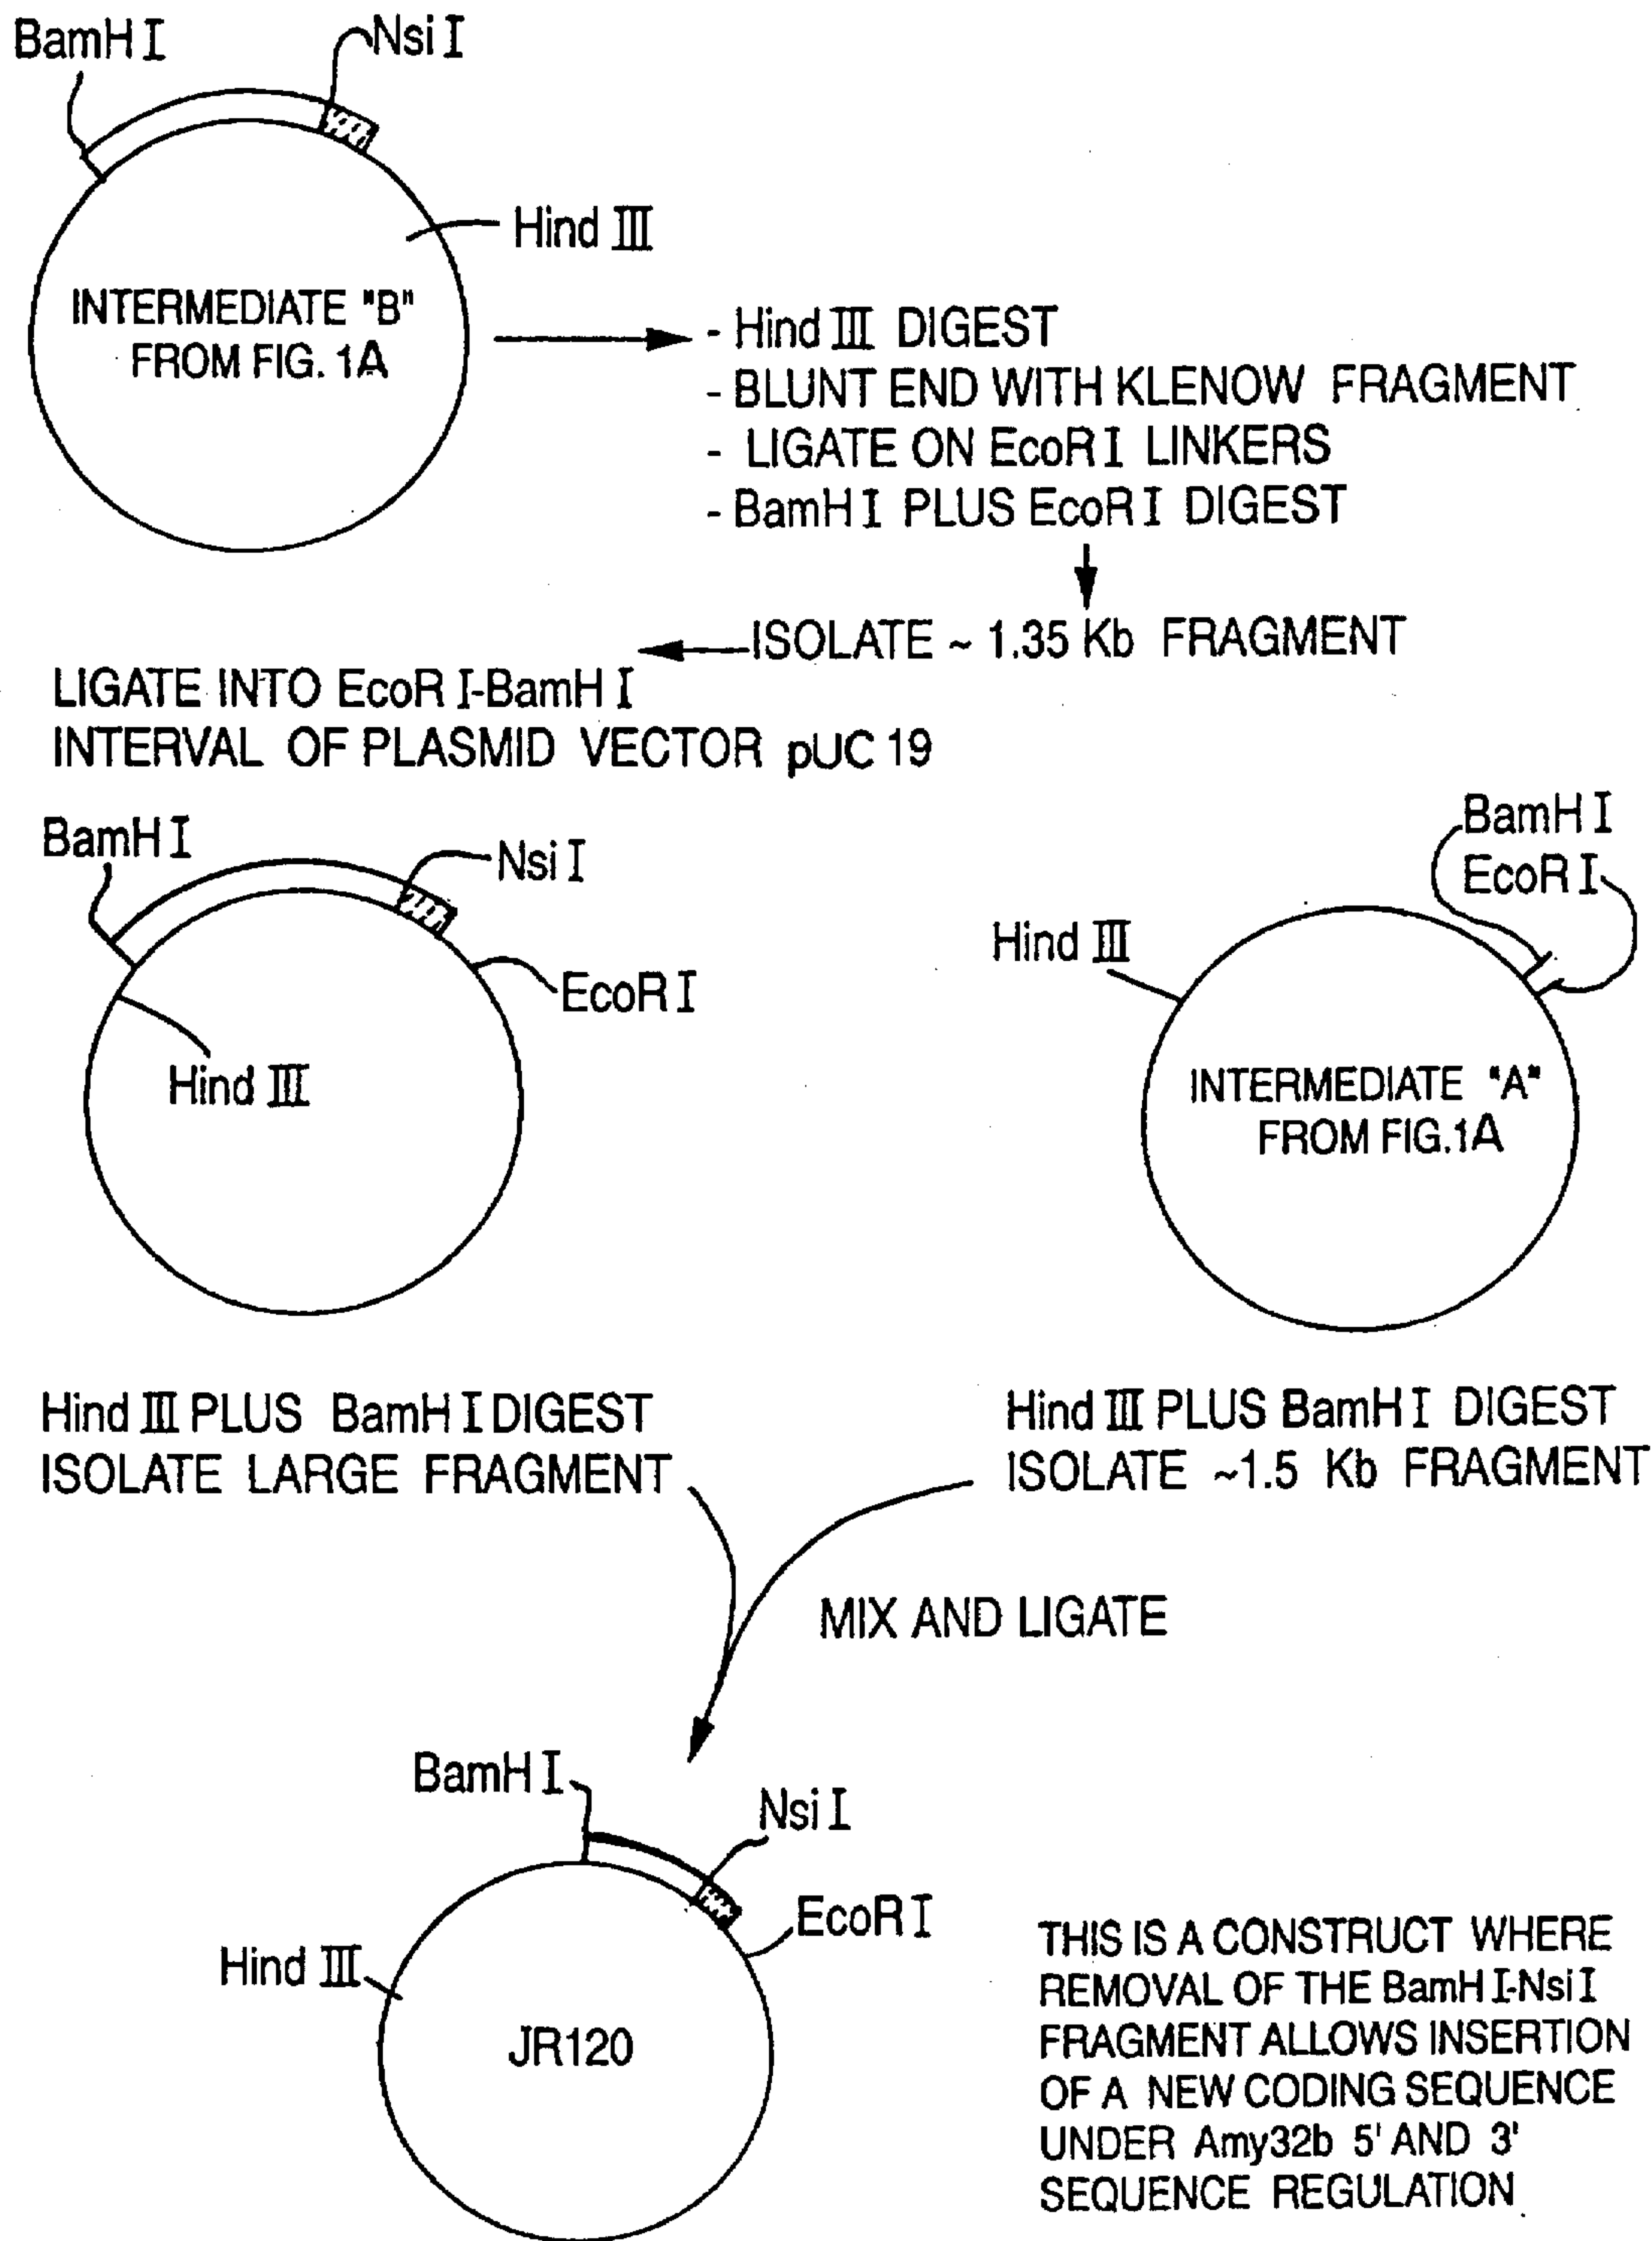 BamH I
Nsi I
Hind III
INTERMEDIATE "B"
FROM FIG. 1A
- Hind III DIGEST
- BLUNT END WITH KLENOW FRAGMENT
- LIGATE ON EcoR I LINKERS
- BamH I PLUS EcoR I DIGEST
ISOLATE ~ 1.35 Kb FRAGMENT
LIGATE INTO EcoR I-BamH I
INTERVAL OF PLASMID VECTOR pUC 19
BamH I
Nsi I
EcoR I
Hind III
BamH I
EcoR I
Hind III
INTERMEDIATE "A"
FROM FIG.1A
Hind III PLUS BamH I DIGEST
ISOLATE LARGE FRAGMENT
Hind III PLUS BamH I DIGEST
ISOLATE ~1.5 Kb FRAGMENT
MIX AND LIGATE
BamH I
Nsi I
EcoR I
Hind III
JR120
THIS IS A CONSTRUCT WHERE
REMOVAL OF THE BamH I-Nsi I
FRAGMENT ALLOWS INSERTION
OF A NEW CODING SEQUENCE
UNDER Amy32b 5' AND 3'
SEQUENCE REGULATION